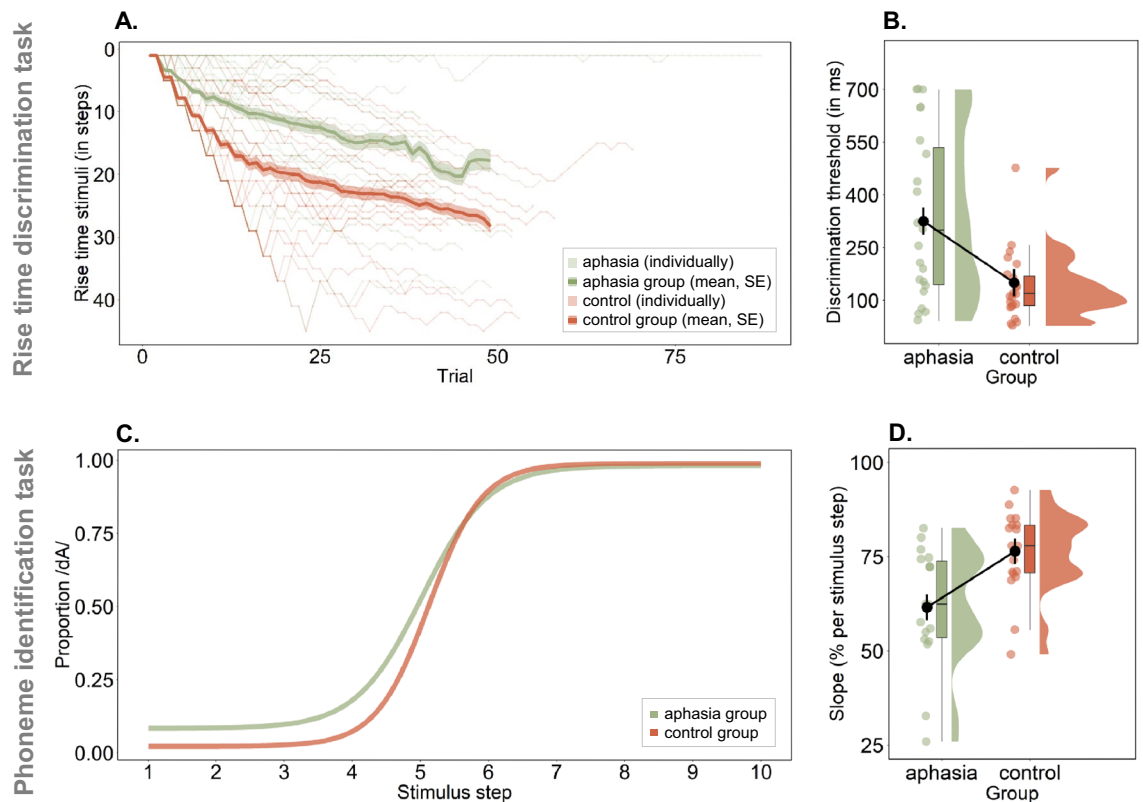 Rise time discrimination task
A.
Rise time stimuli (in steps)
0
10
20
30
40
aphasia (individually)
aphasia group (mean, SE)
control (individually)
control group (mean, SE)
0 25 50 75
Trial
B.
Discrimination threshold (in ms)
700
550
400
250
100
aphasia control
Group
Phoneme identification task
C.
Proportion /dA/
1.00
0.75
0.50
0.25
0.00
aphasia group
control group
1 2 3 4 5 6 7 8 9 10
Stimulus step
D.
Slope (% per stimulus step)
100
75
50
25
aphasia control
Group